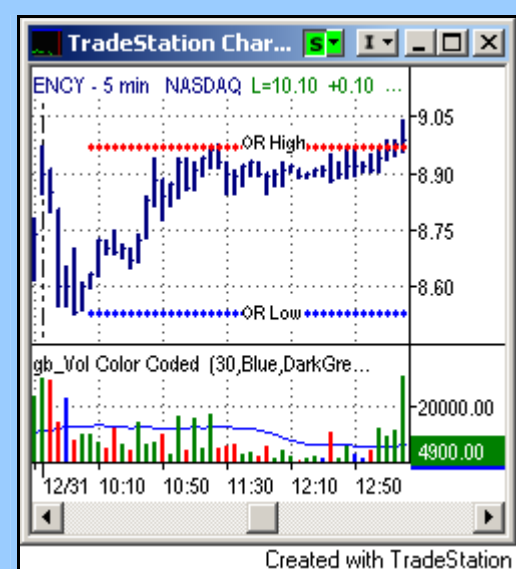 TradeStation Char... S I
ENCY - 5 min NASDAQ L=10.10 +0.10 ...
9.05
OR High
8.90
8.75
8.60
OR Low
gb_Vol Color Coded (30,Blue,DarkGre...
20000.00
4900.00
12/31 10:10 10:50 11:30 12:10 12:50
Created with TradeStation